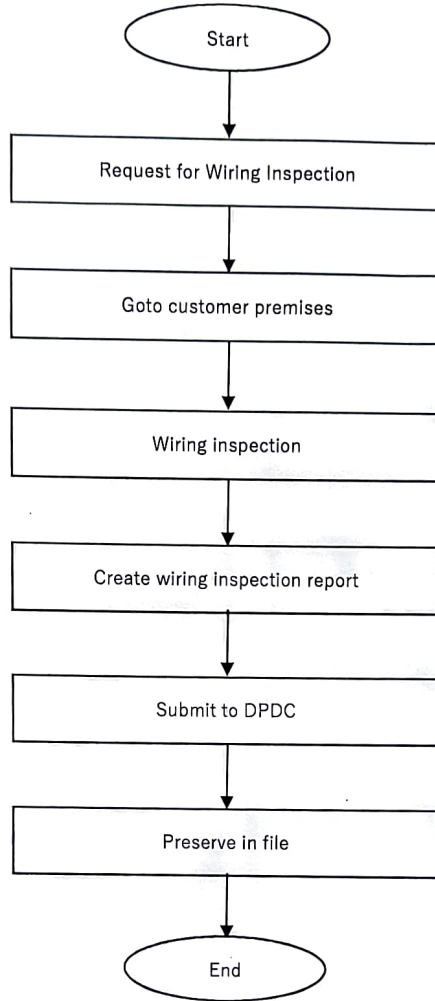 Start
Request for Wiring Inspection
Goto customer premises
Wiring inspection
Create wiring inspection report
Submit to DPDC
Preserve in file
End